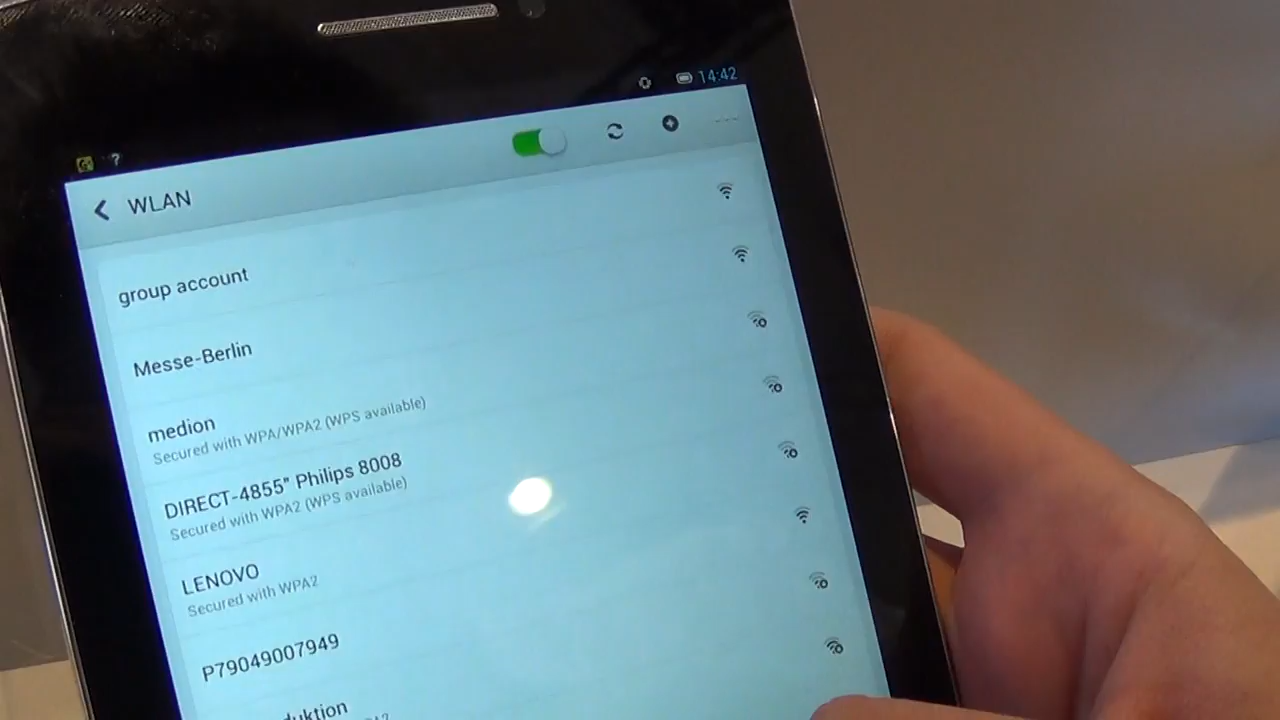 14:42
?
WLAN
group account
Messe-Berlin
medion
Secured with WPA/WPA2 (WPS available)
DIRECT-4855" Philips 8008
Secured with WPA2 (WPS available)
LENOVO
Secured with WPA2
P79049007949
duktion